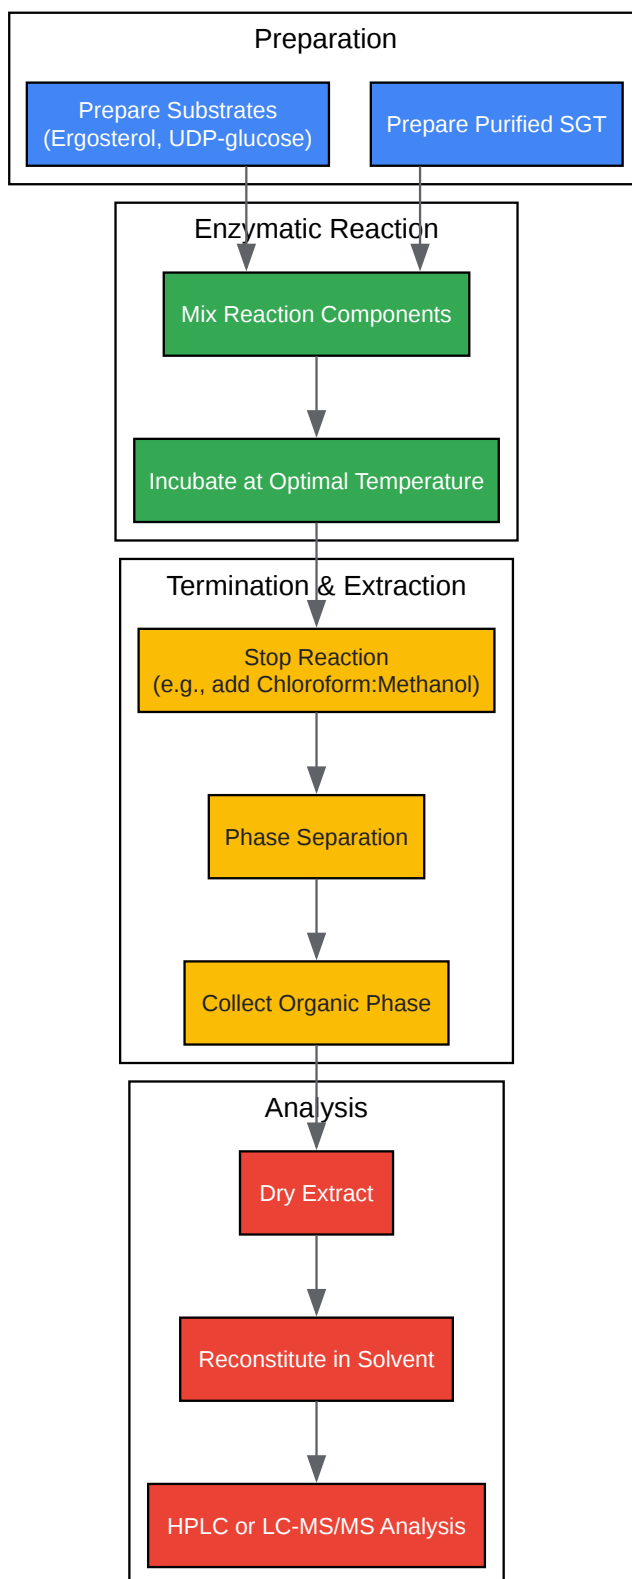 Preparation
Prepare Substrates
(Ergosterol, UDP-glucose)
Prepare Purified SGT
Enzymatic Reaction
Mix Reaction Components
Incubate at Optimal Temperature
Termination & Extraction
Stop Reaction
(e.g., add Chloroform:Methanol)
Phase Separation
Collect Organic Phase
Analysis
Dry Extract
Reconstitute in Solvent
HPLC or LC-MS/MS Analysis